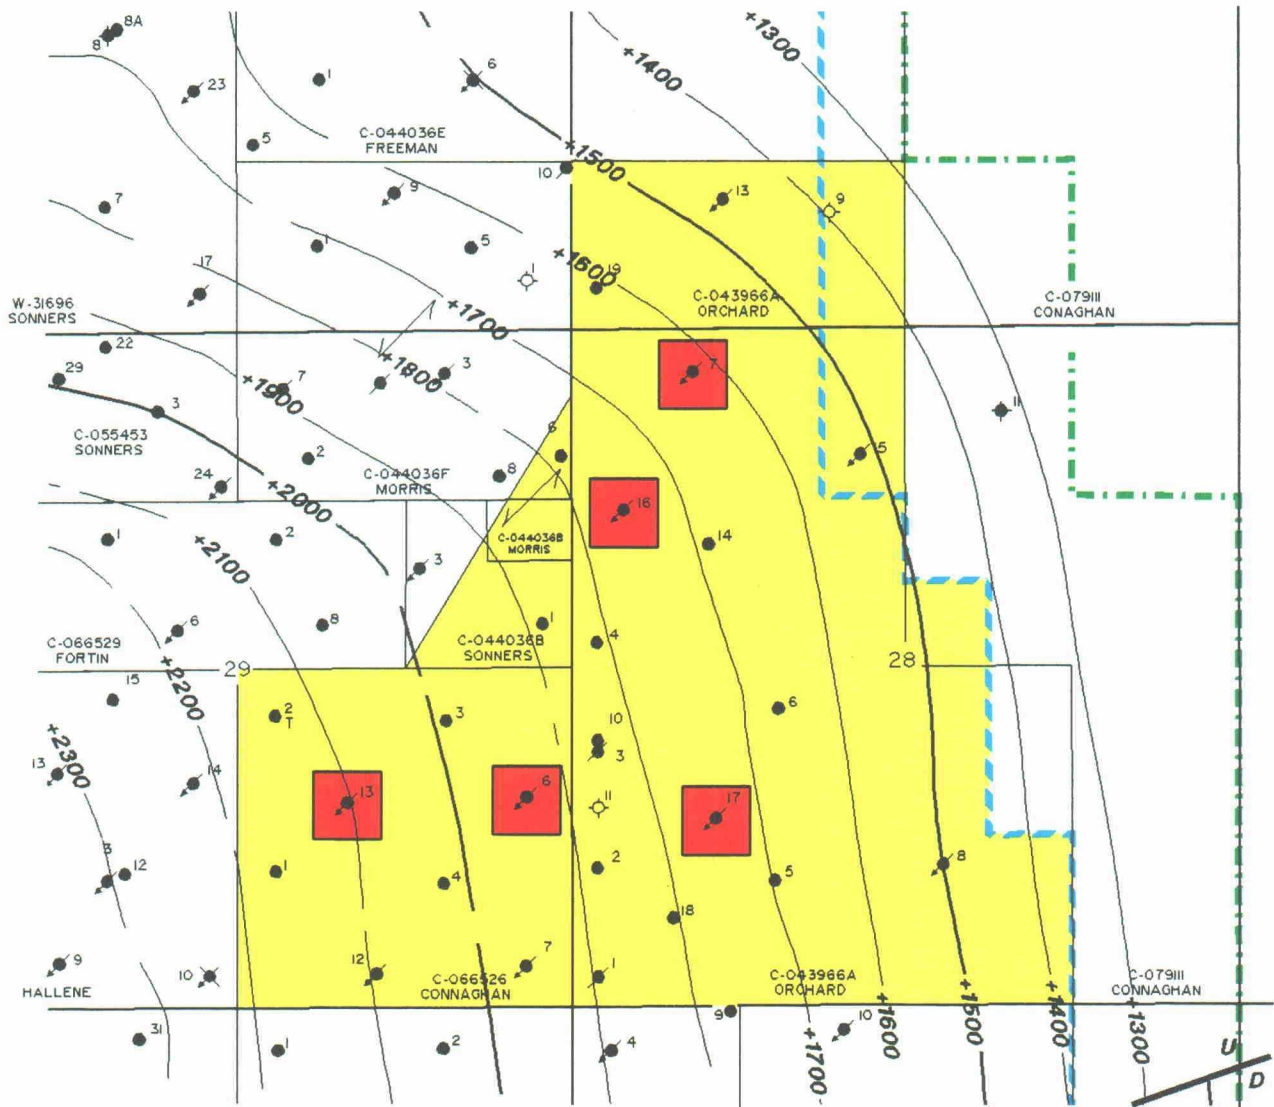 8A
8
23
1
6
+1300
+1400
5
C-044036E
FREEMAN
+1500
10
9
13
9
7
1
5
17
1
+1600
19
W-31696
SONNERS
C-043966A
ORCHARD
C-079111
CONAGHAN
+1700
22
29
7
3
+1800
+1900
7
3
C-055453
SONNERS
6
11
2
15
24
C-044036F
MORRIS
8
+2000
16
1
2
+2100
C-044036B
MORRIS
14
3
6
8
1
4
C-066529
FORTIN
C-044036B
SONNERS
29
28
+2200
15
2
T
3
6
10
3
+2300
13
14
13
6
11
17
3
12
1
4
2
5
8
18
9
10
12
7
1
HALLENE
C-066526
CONNAGHAN
C-043966A
ORCHARD
C-079111
CONNAGHAN
31
1
2
4
9
10
+1700
+1600
+1500
+1400
+1300
U
D